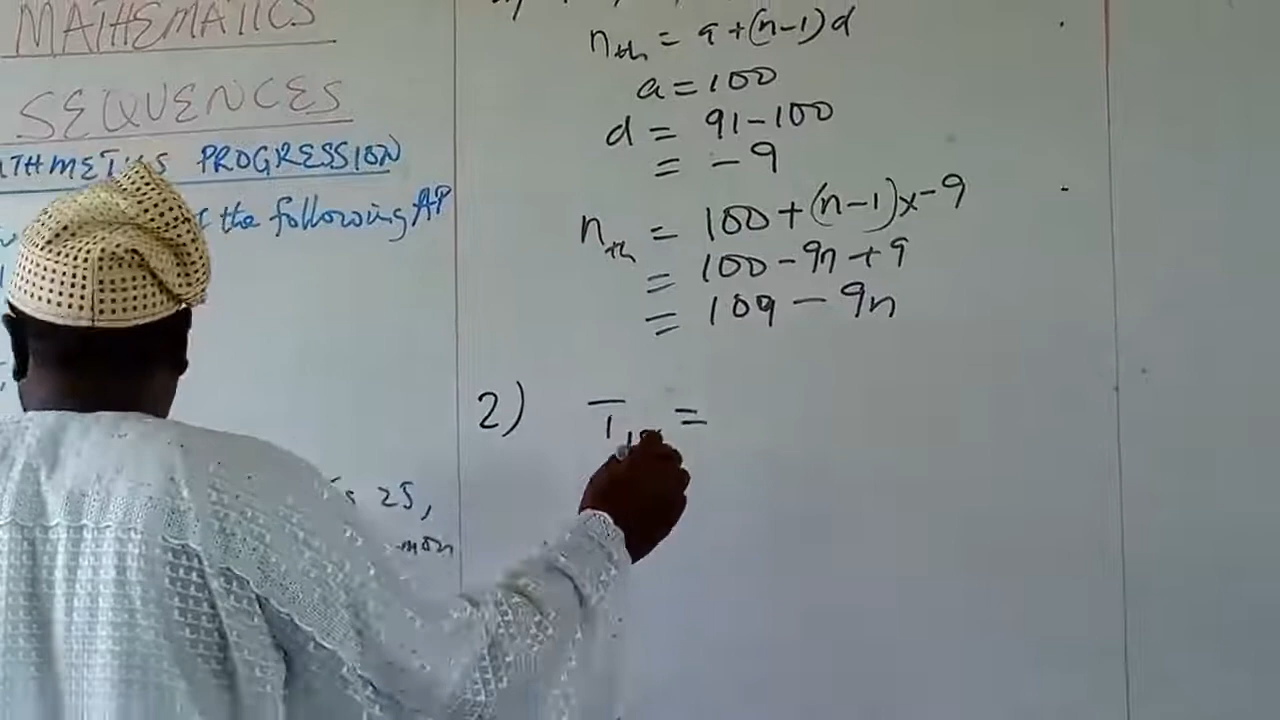 MATHEMATICS
SEQUENCES
PROGRESSION
the following AP
25,
nth = a + (n-1)d
a = 100
d = 91-100
= -9
nth = 100 + (n-1)x-9
= 100 - 9n + 9
= 109 - 9n
2) T =